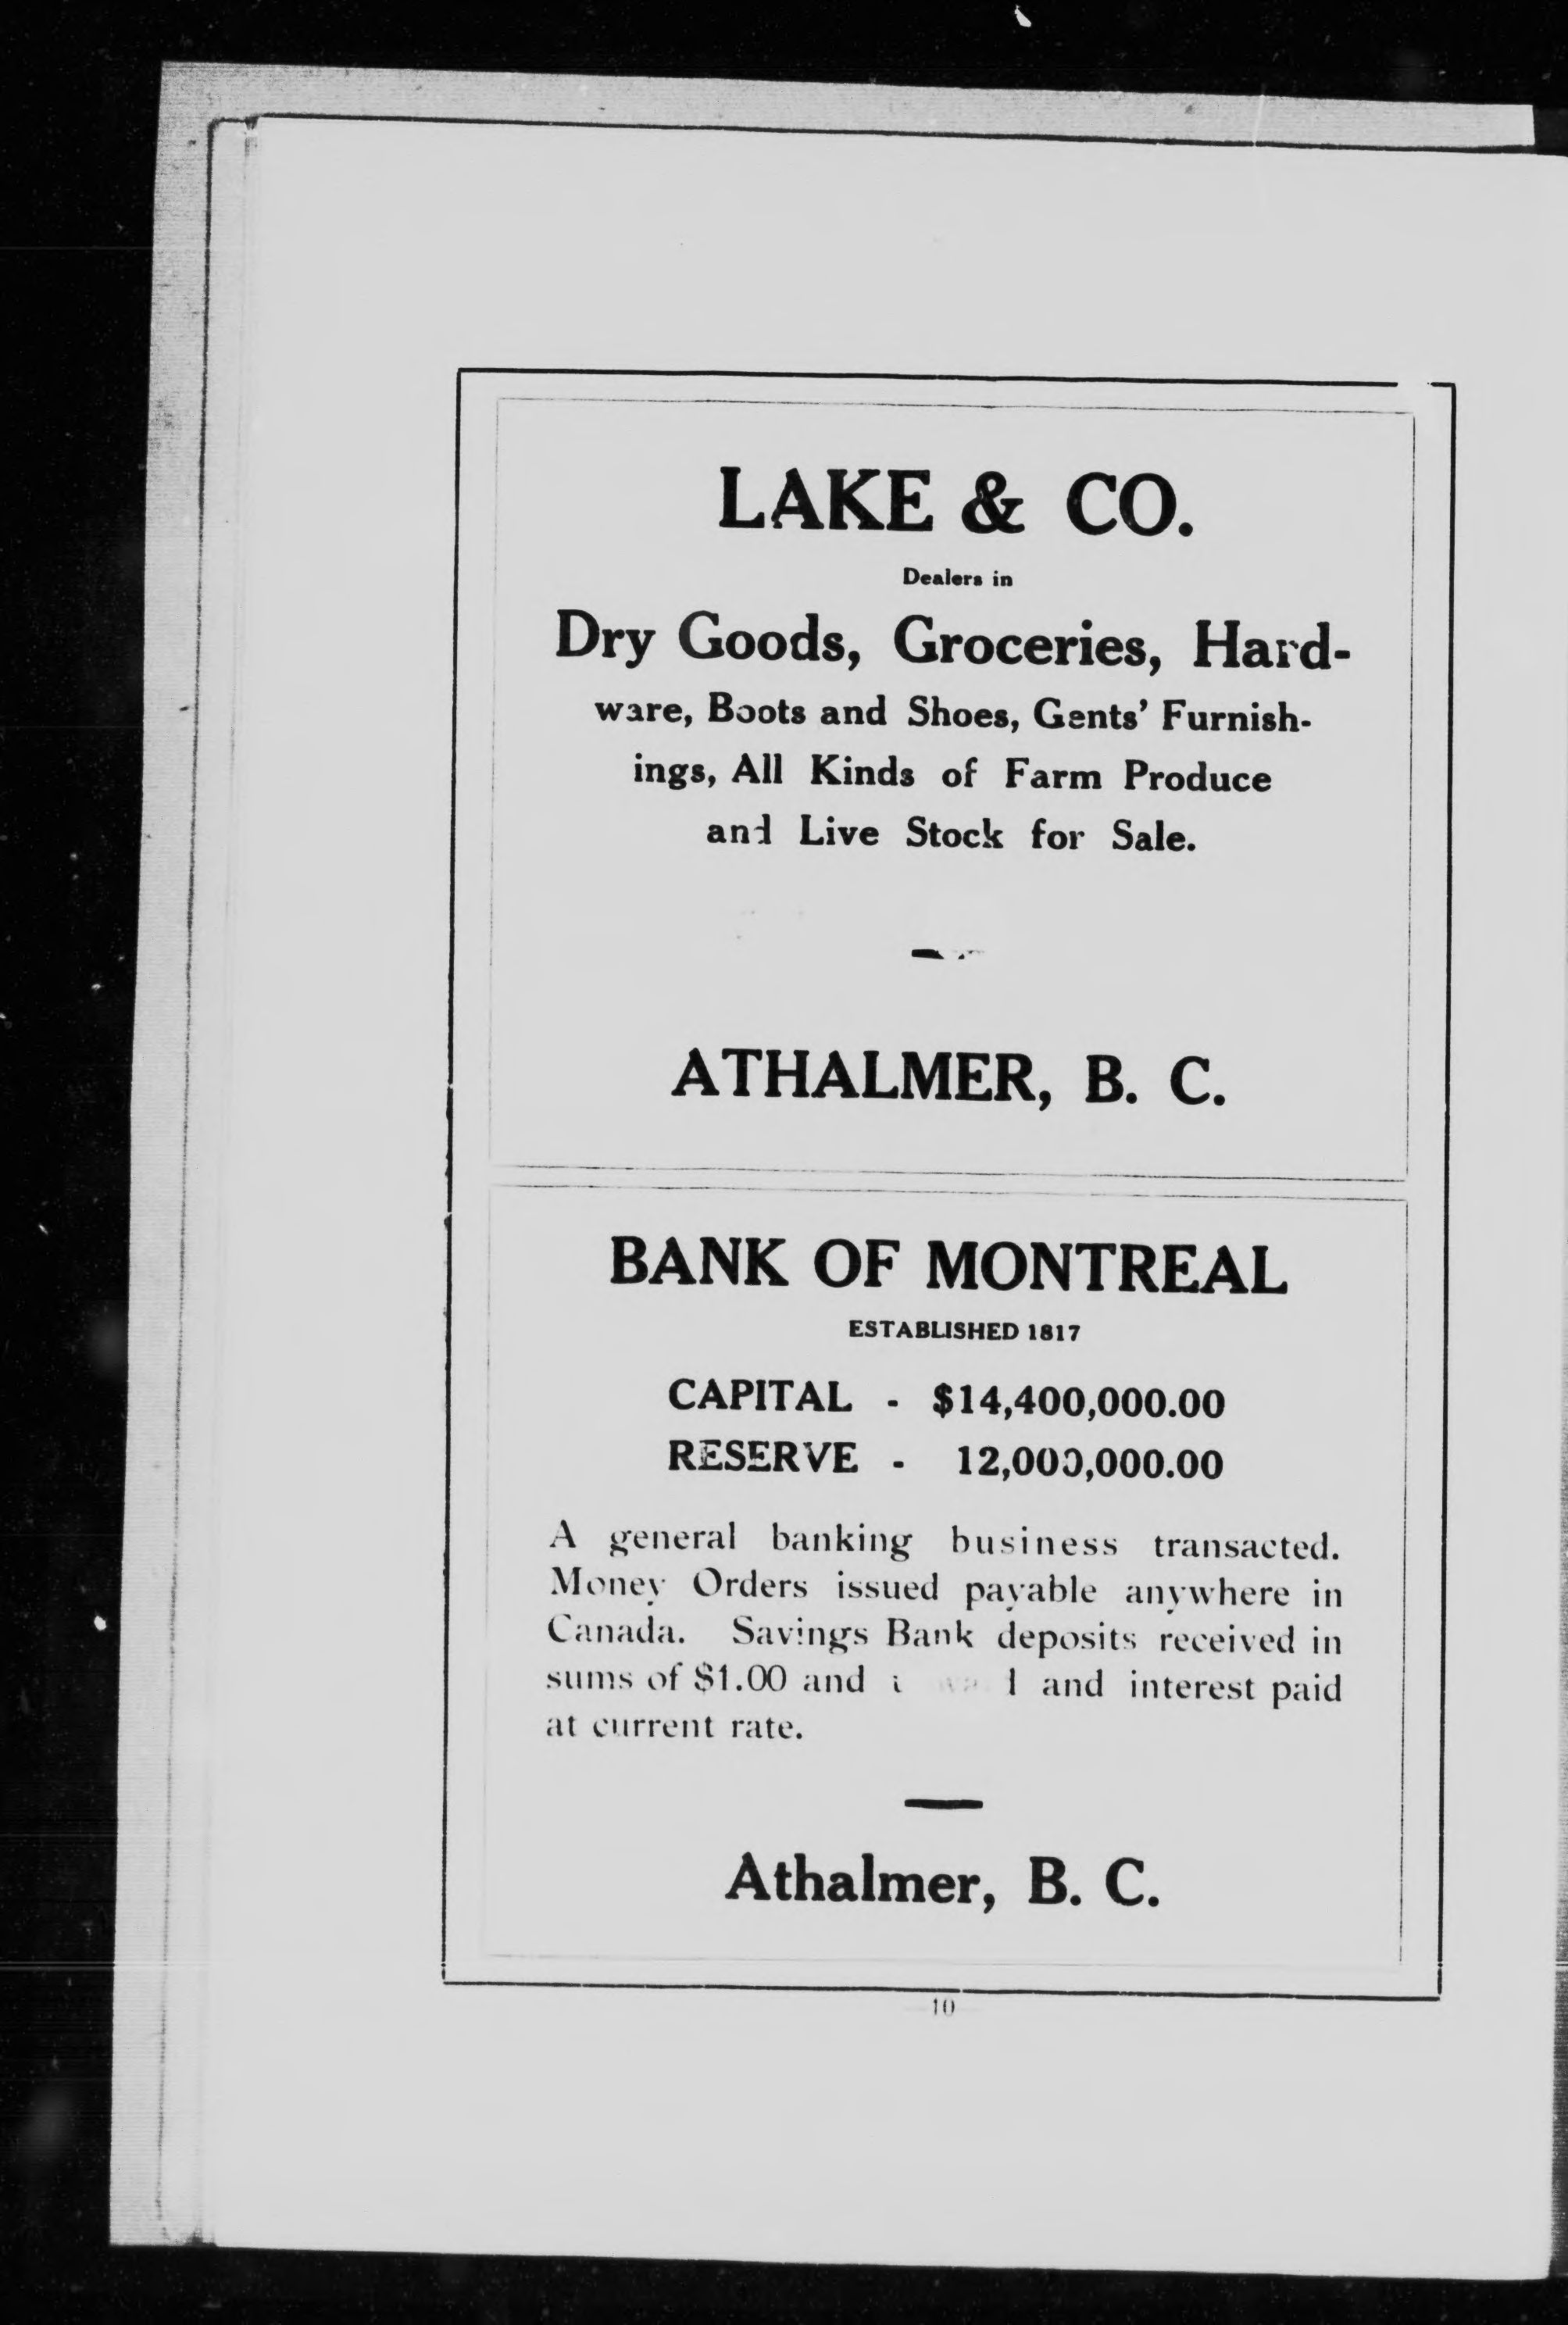 LAKE & CO.
Dealers in
Dry Goods, Groceries, Hard-
ware, Boots and Shoes, Gents' Furnish-
ings, All Kinds of Farm Produce
and Live Stock for Sale.
ATHALMER, B. C.
BANK OF MONTREAL
ESTABLISHED 1817
CAPITAL - $14,400,000.00
RESERVE - 12,000,000.00
A general banking business transacted.
Money Orders issued payable anywhere in
Canada. Savings Bank deposits received in
sums of $1.00 and and interest paid
at current rate.
Athalmer, B. C.
10